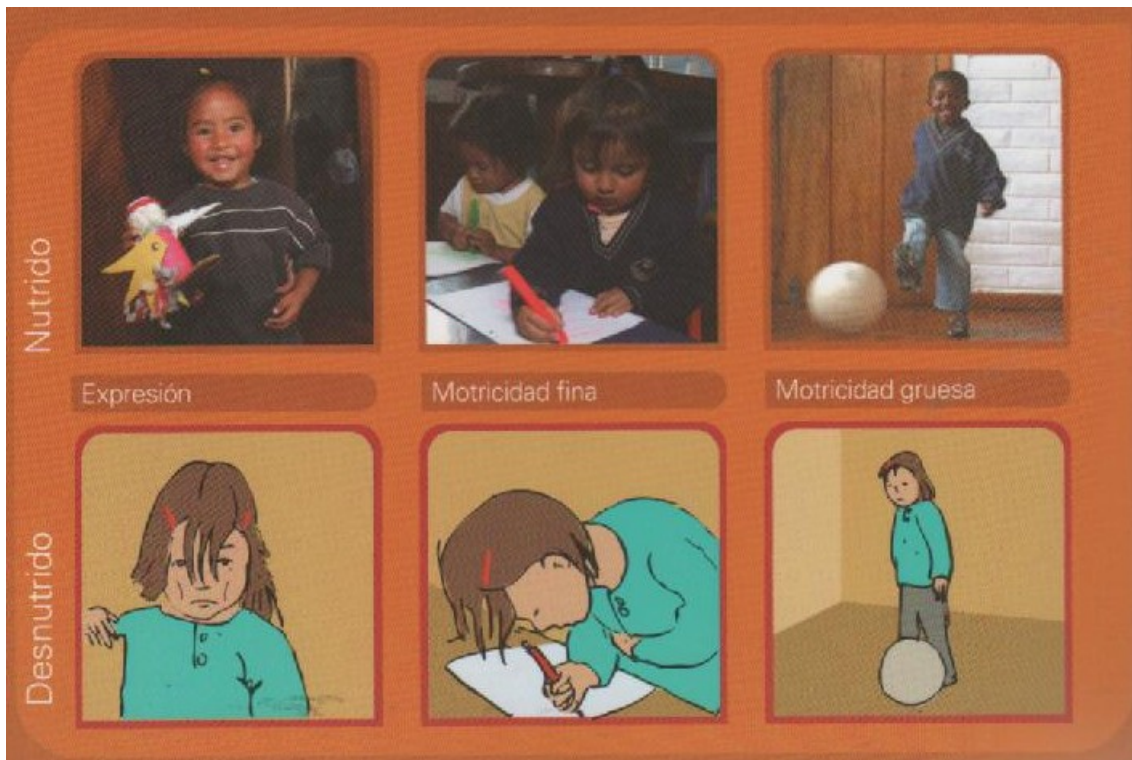 Nutrido
Expresión
Motricidad fina
Motricidad gruesa
Desnutrido